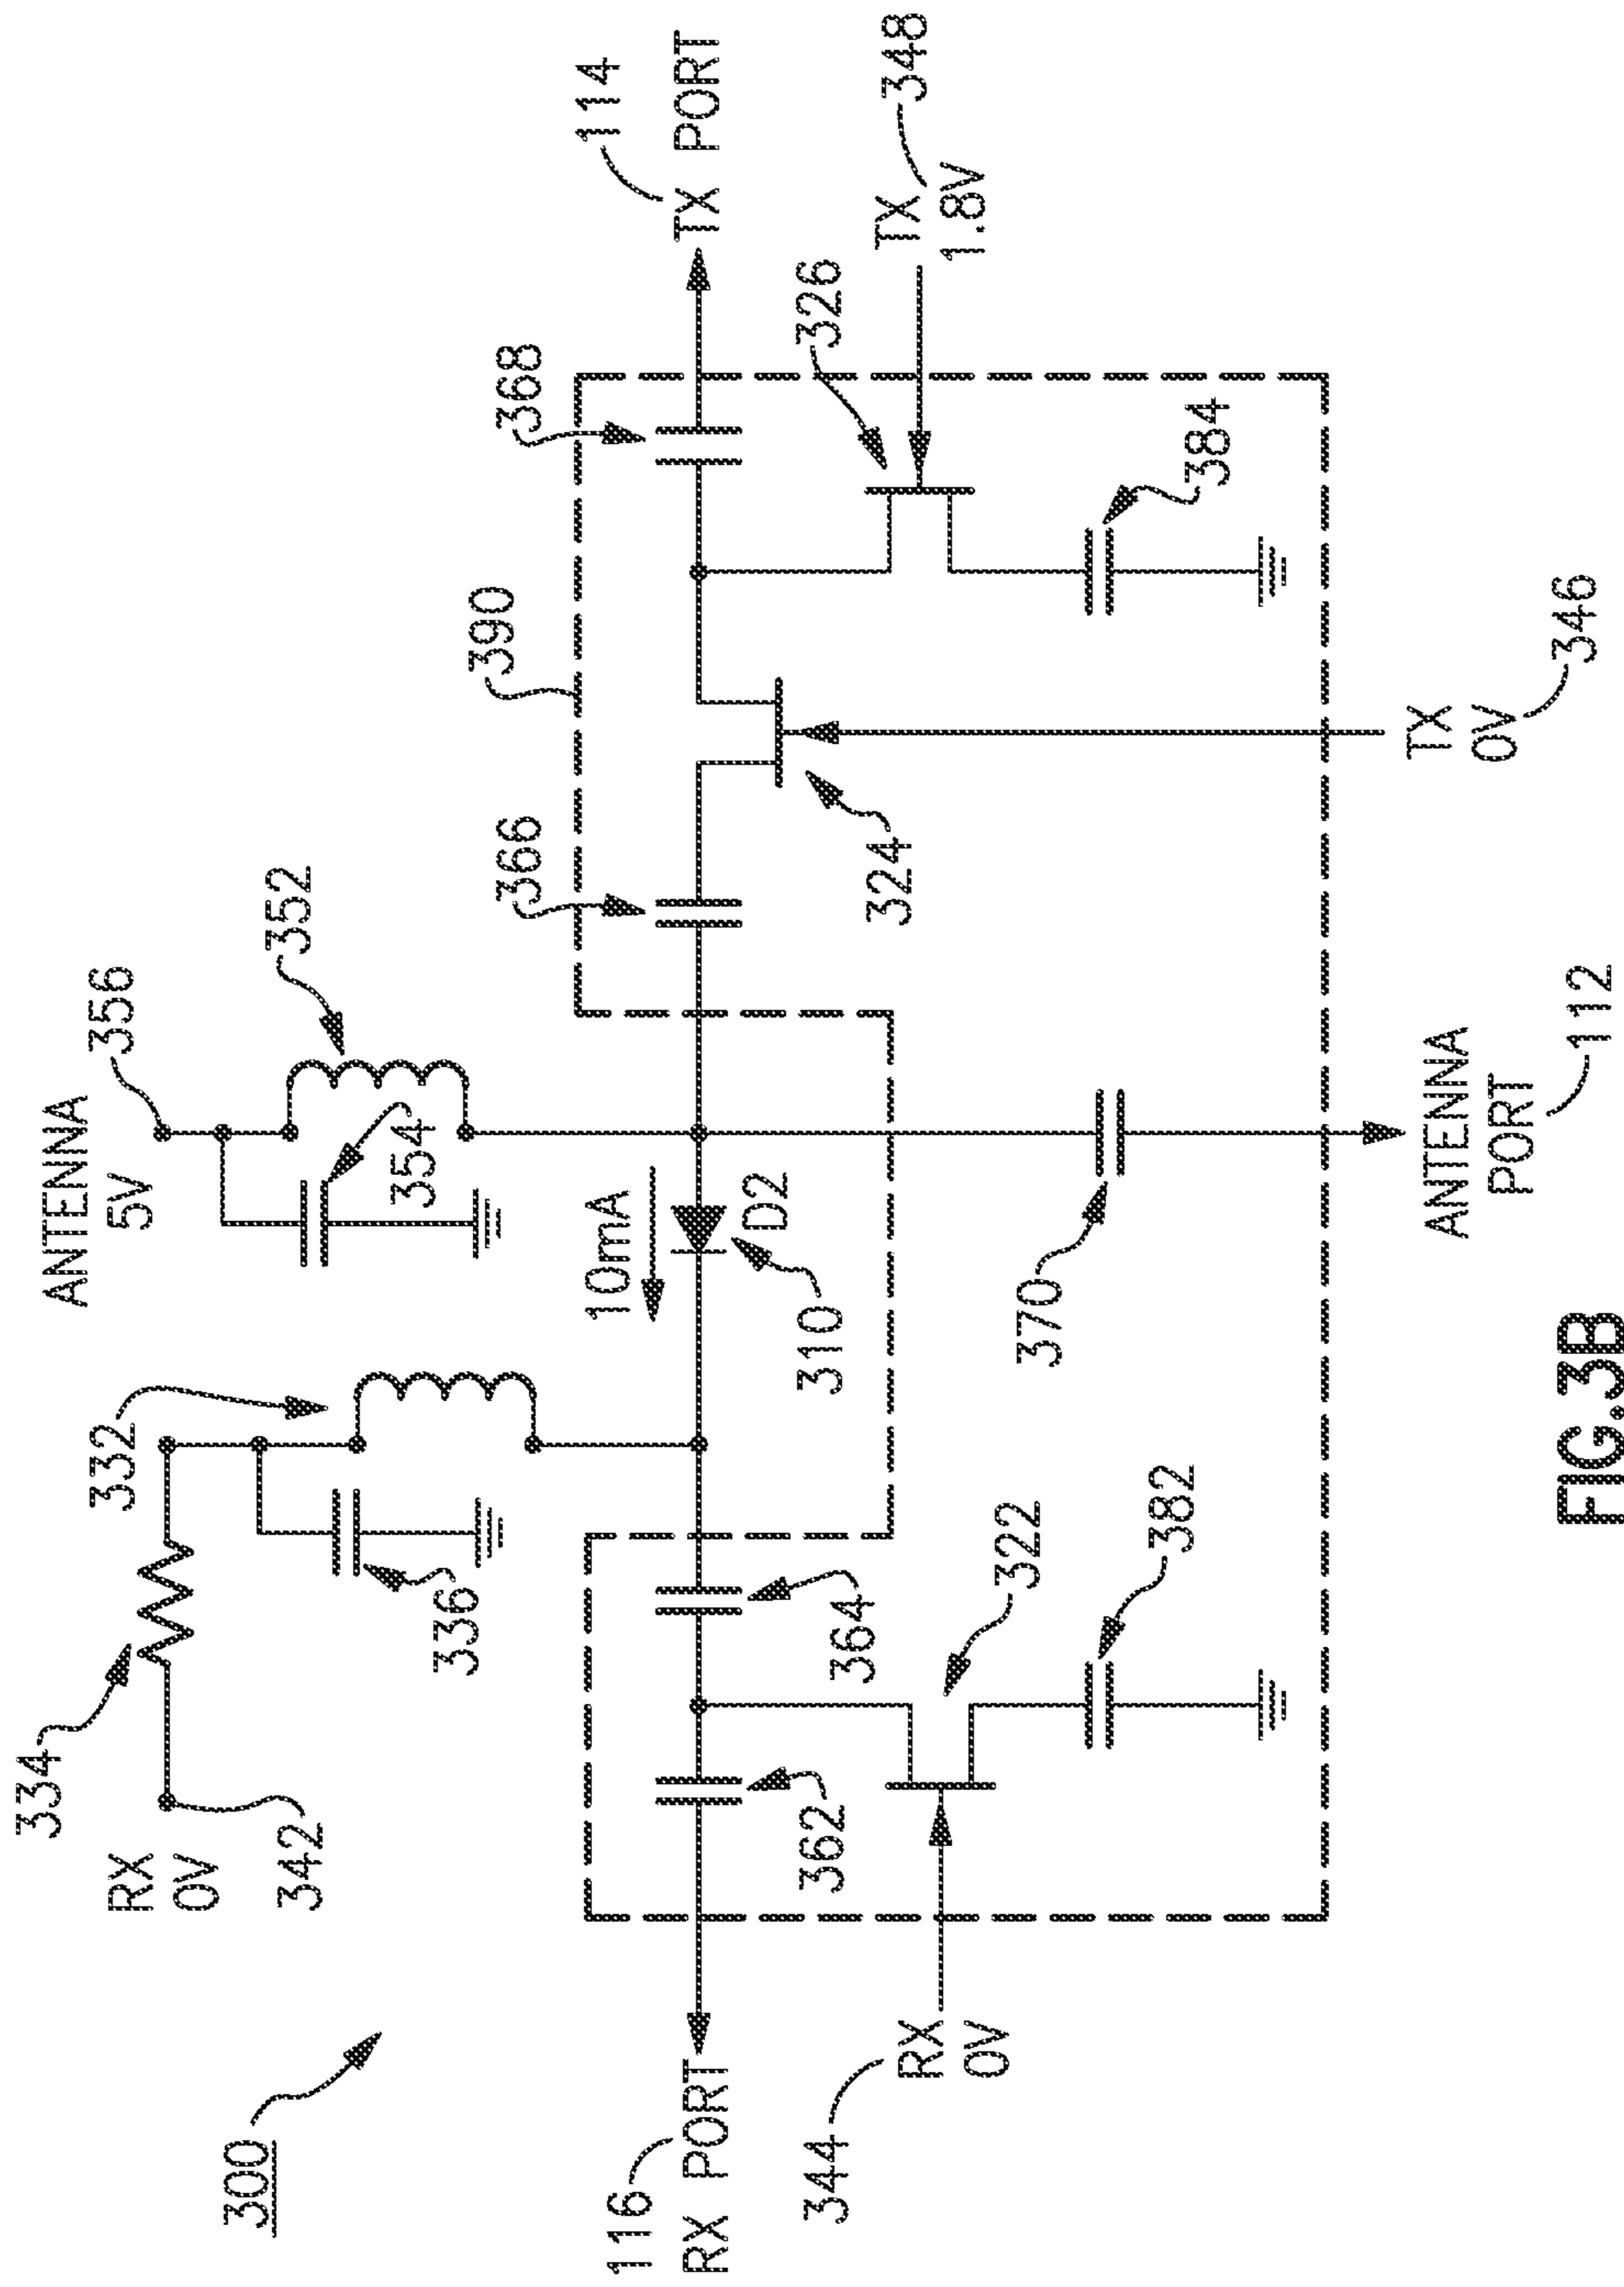 300
334
RX
0V
342
332
336
ANTENNA
5V
356
352
354
10mA
310
D2
390
366
368
114
TX PORT
116
RX PORT
344
RX
0V
362
364
322
382
370
324
326
384
TX
1.8V
348
TX
0V
346
ANTENNA
PORT
112
FIG.3B